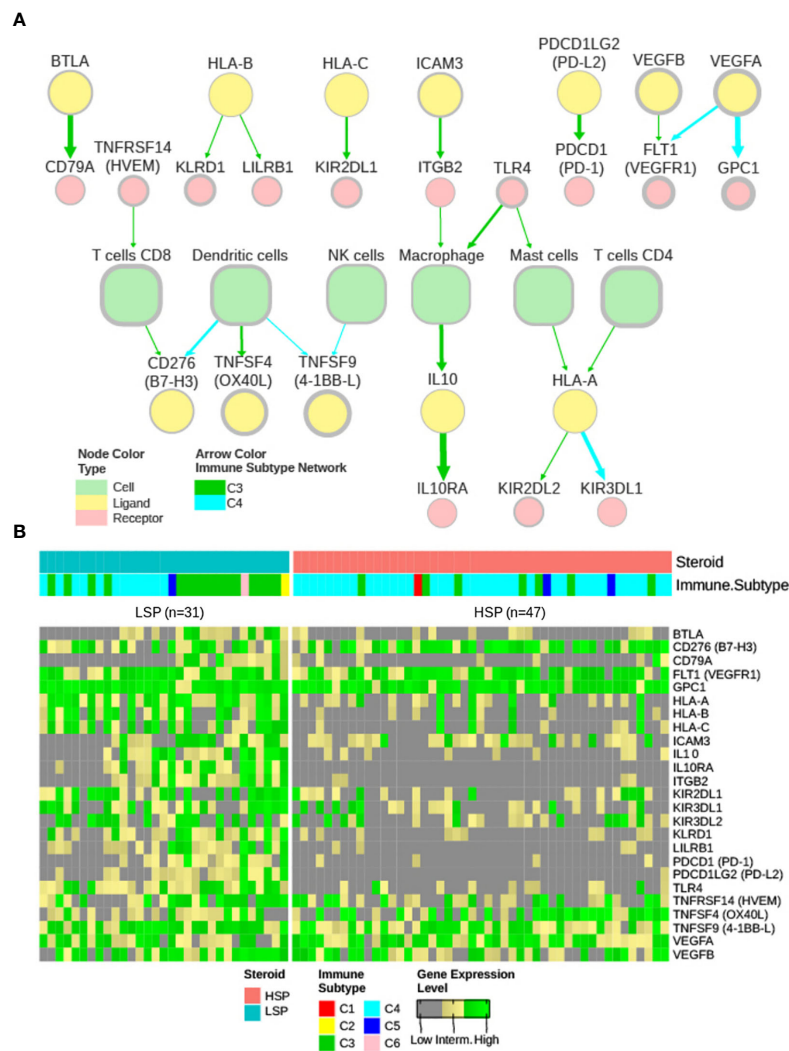 A
BTLA
HLA-B
HLA-C
ICAM3
PDCD1LG2
(PD-L2)
VEGFB
VEGFA
CD79A
TNFRSF14
(HVEM)
KLRD1
LILRB1
KIR2DL1
ITGB2
TLR4
PDCD1
(PD-1)
FLT1
(VEGFR1)
GPC1
T cells CD8
Dendritic cells
NK cells
Macrophage
Mast cells
T cells CD4
CD276
(B7-H3)
TNFSF4
(OX40L)
TNFSF9
(4-1BB-L)
IL10
HLA-A
Node Color
Type
Cell
Ligand
Receptor
Arrow Color
Immune Subtype Network
C3
C4
IL10RA
KIR2DL2
KIR3DL1
B
Steroid
Immune.Subtype
LSP (n=31)
HSP (n=47)
BTLA
CD276 (B7-H3)
CD79A
FLT1 (VEGFR1)
GPC1
HLA-A
HLA-B
HLA-C
ICAM3
IL10
IL10RA
ITGB2
KIR2DL1
KIR3DL1
KIR3DL2
KLRD1
LILRB1
PDCD1 (PD-1)
PDCD1LG2 (PD-L2)
TLR4
TNFRSF14 (HVEM)
TNFSF4 (OX40L)
TNFSF9 (4-1BB-L)
VEGFA
VEGFB
Steroid
HSP
LSP
Immune
Subtype
C1
C2
C3
C4
C5
C6
Gene Expression
Level
Low Interm. High